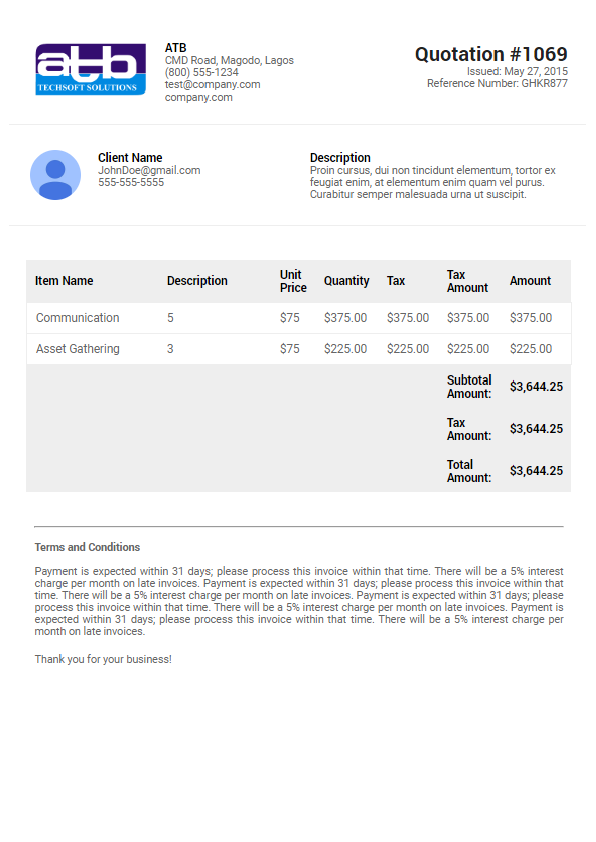 atb
TECHSOFT SOLUTIONS
ATB
CMD Road, Magodo, Lagos
(800) 555-1234
test@company.com
company.com
Quotation #1069
Issued: May 27, 2015
Reference Number: GHKR877
Client Name
JohnDoe@gmail.com
555-555-5555
Description
Proin cursus, dui non tincidunt elementum, tortor ex
feugiat enim, at elementum enim quam vel purus.
Curabitur semper malesuada urna ut suscipit.
Item Name Description Unit Price Quantity Tax Tax Amount Amount
Communication 5 $75 $375.00 $375.00 $375.00 $375.00
Asset Gathering 3 $75 $225.00 $225.00 $225.00 $225.00
Subtotal Amount: $3,644.25
Tax Amount: $3,644.25
Total Amount: $3,644.25
Terms and Conditions
Payment is expected within 31 days; please process this invoice within that time. There will be a 5% interest
charge per month on late invoices. Payment is expected within 31 days; please process this invoice within that
time. There will be a 5% interest charge per month on late invoices. Payment is expected within 31 days; please
process this invoice within that time. There will be a 5% interest charge per month on late invoices. Payment is
expected within 31 days; please process this invoice within that time. There will be a 5% interest charge per
month on late invoices.
Thank you for your business!